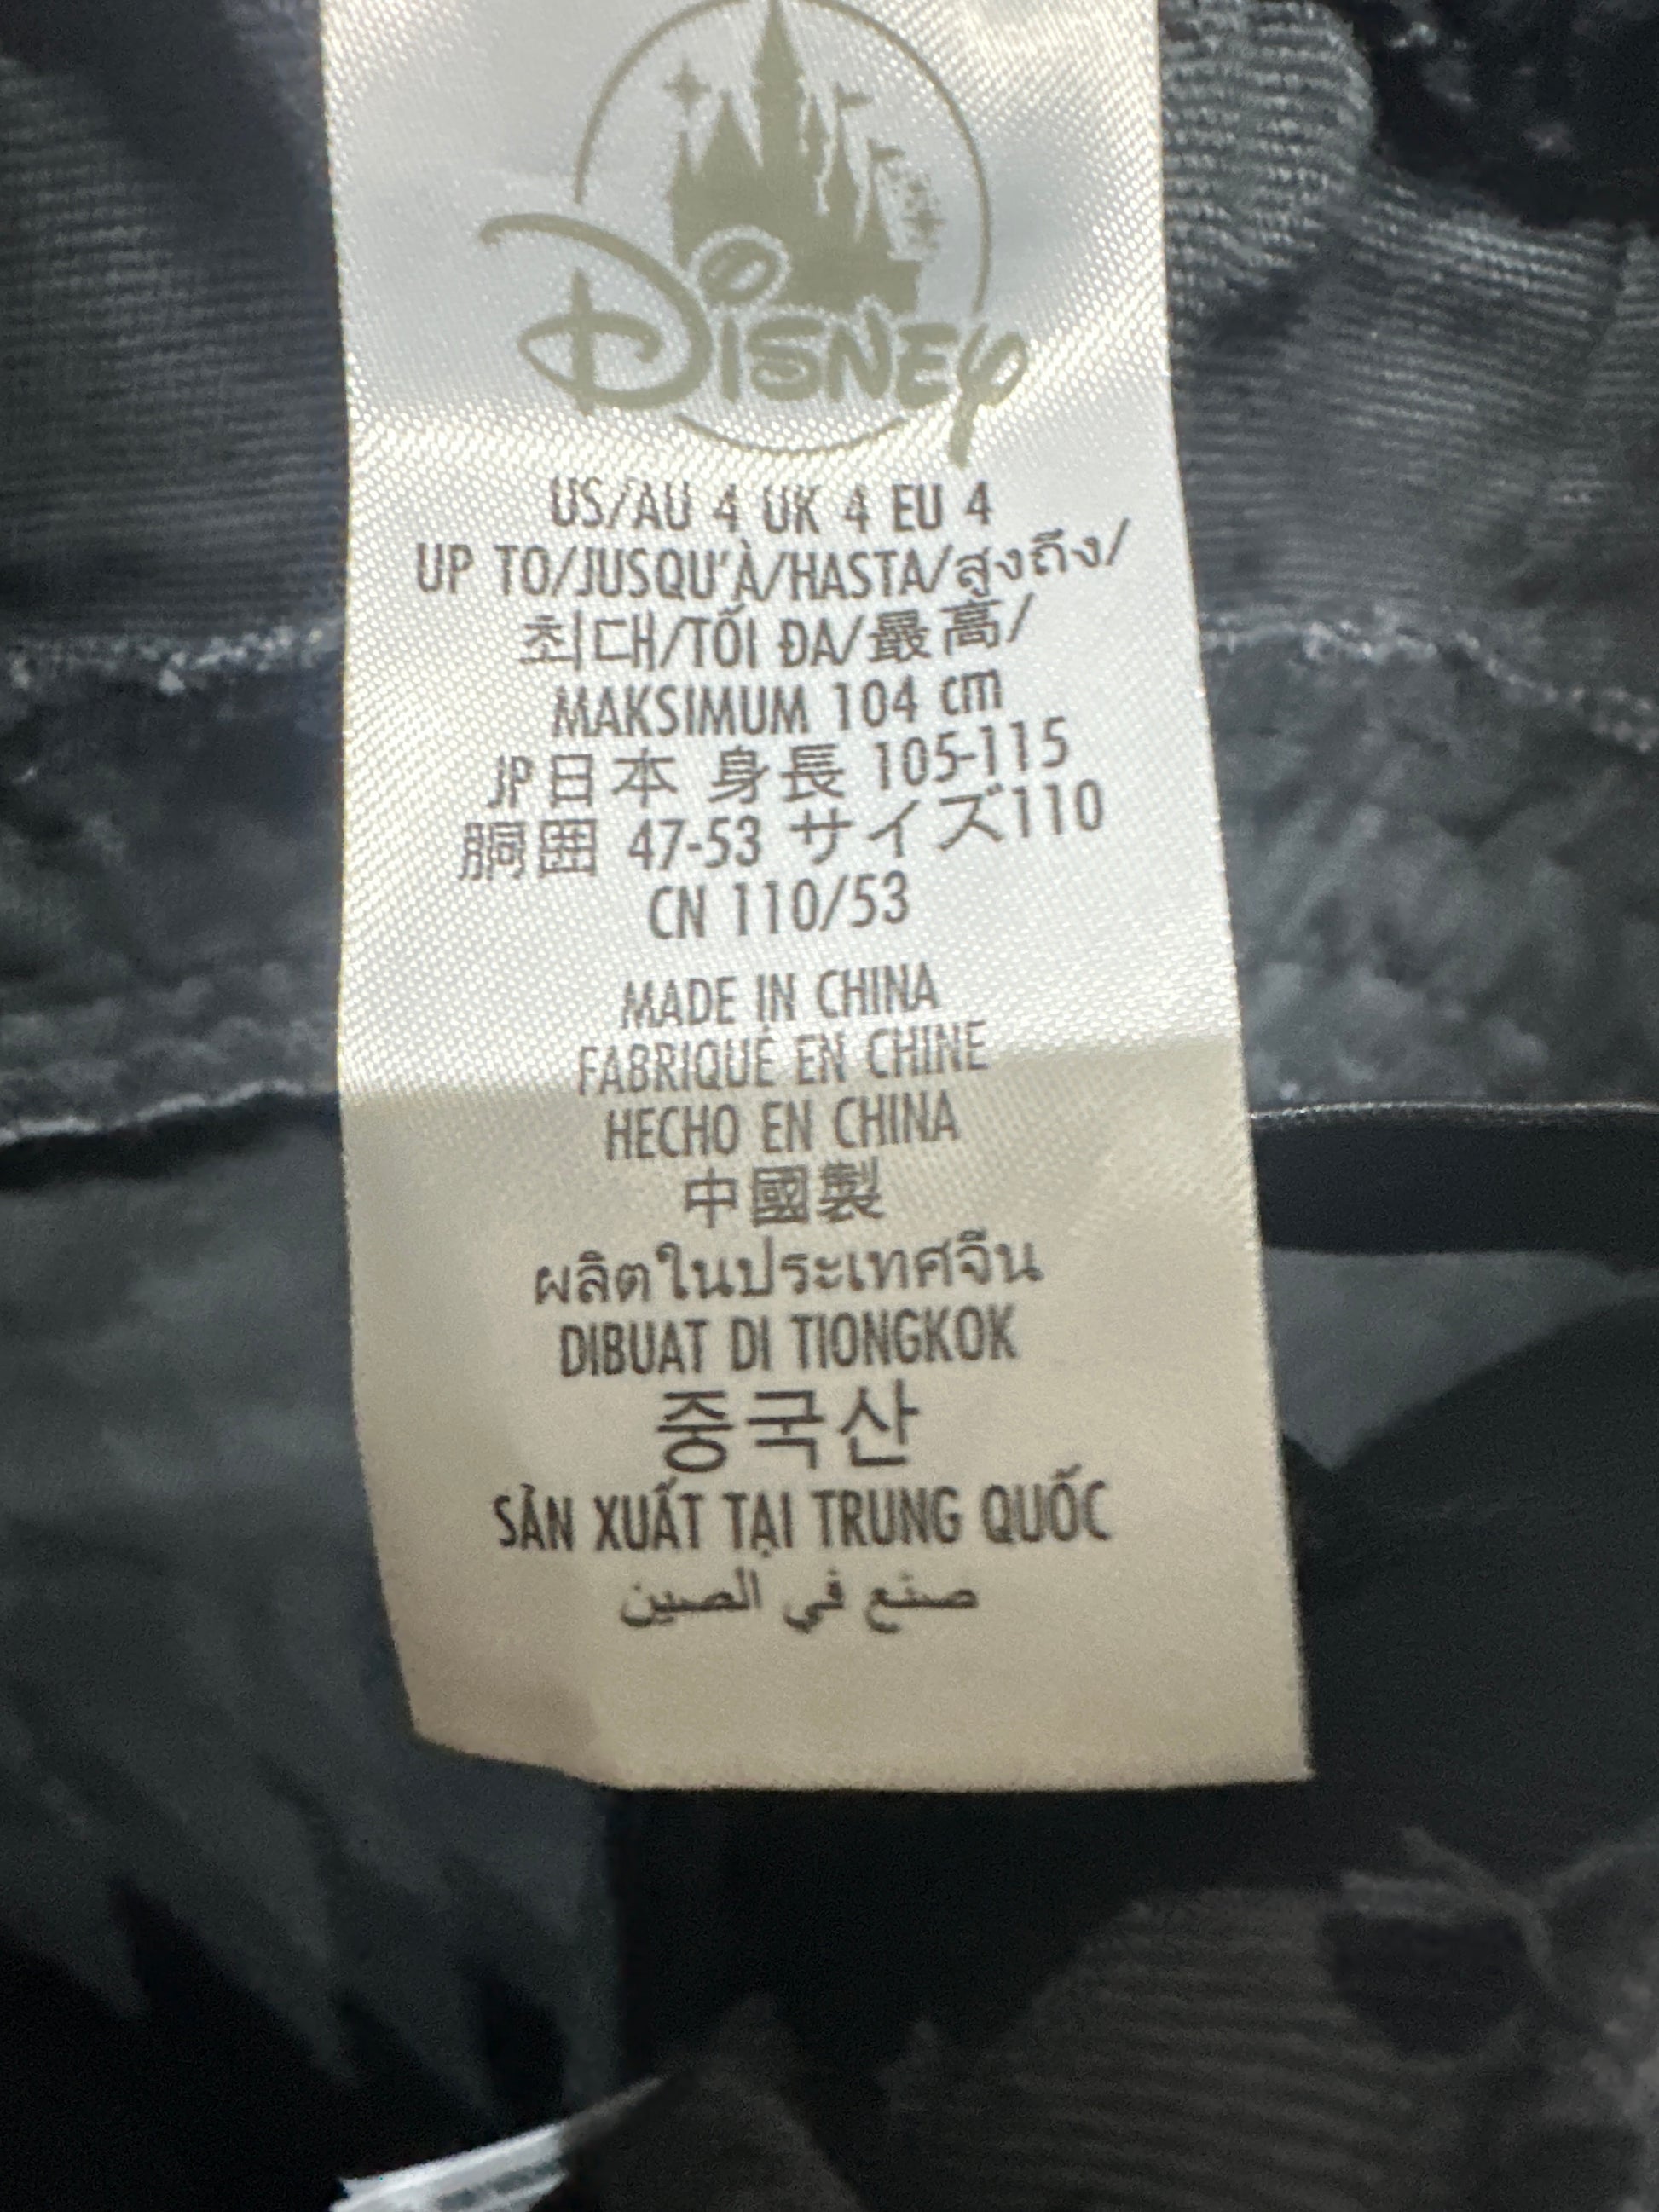 Disney
US/AU 4 UK 4 EU 4
UP TO/JUSQU'À/HASTA/สูงถึง/
최대/TỐI ĐA/最高/
MAKSIMUM 104 cm
JP日本 身長 105-115
胴囲 47-53 サイズ110
CN 110/53
MADE IN CHINA
FABRIQUÉ EN CHINE
HECHO EN CHINA
中國製
ผลิตในประเทศจีน
DIBUAT DI TIONGKOK
중국산
SẢN XUẤT TẠI TRUNG QUỐC
صنع في الصين